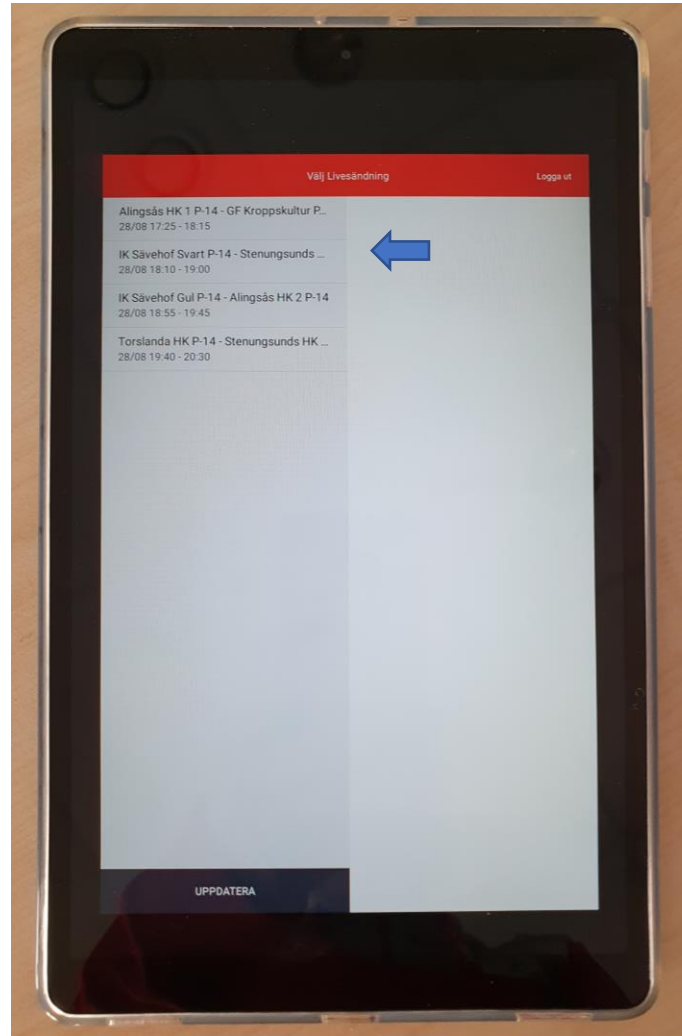 Välj Livesändning
Logga ut
Alingsås HK 1 P-14 - GF Kroppskultur P...
28/08 17:25 - 18:15
IK Sävehof Svart P-14 - Stenungsunds ...
28/08 18:10 - 19:00
IK Sävehof Gul P-14 - Alingsås HK 2 P-14
28/08 18:55 - 19:45
Torslanda HK P-14 - Stenungsunds HK ...
28/08 19:40 - 20:30
UPPDATERA